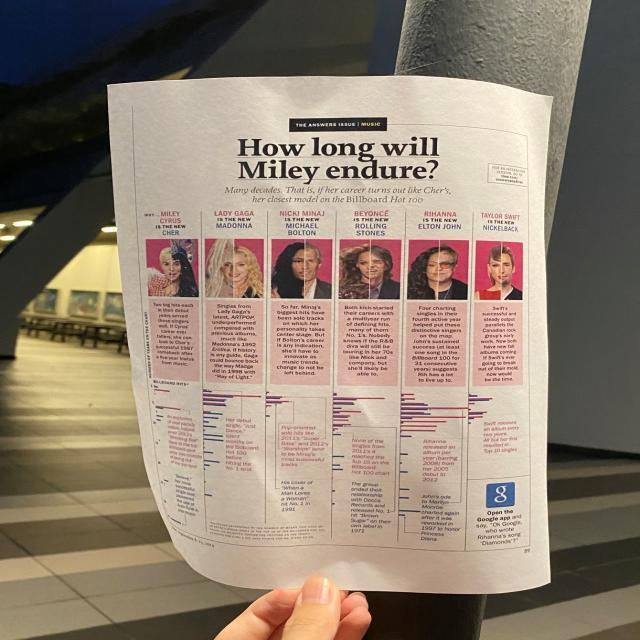 THE ANSWERS ISSUE | MUSIC
How long will
Miley endure?
Many decades. That is, if her career turns out like Cher's,
her closest model on the Billboard Hot 100
WHY... MILEY
CYRUS
IS THE NEW
CHER
LADY GAGA
IS THE NEW
MADONNA
NICKI MINAJ
IS THE NEW
MICHAEL
BOLTON
BEYONCÉ
IS THE NEW
ROLLING
STONES
RIHANNA
IS THE NEW
ELTON JOHN
TAYLOR SWIFT
IS THE NEW
NICKELBACK
Two big hits each
in their debut
years served
these singers
well. If Cyrus'
career ever
falters, she can
look to Cher's
successful 1987
comeback after
a five year
from music.
Singles from
Lady Gaga's
latest, ARTPOP,
underperformed
compared with
previous albums,
much like
Madonna's 1992
Erotica. If history
is any guide, Gaga
could bounce back
the way Madge
did in 1998 with
"Ray of Light."
So far, Minaj's
biggest hits have
been solo tracks
on which her
personality takes
center stage. But
if Bolton's career
is any indication,
she'll have to
innovate as
music trends
change to not be
left behind.
Both kick-started
their careers with
a multiyear run
of defining hits,
many of them
No. 1's. Nobody
knows if the R&B
diva will still be
touring in her 70s
like Mick and
company, but
she'll likely be
able to.
Four charting
singles in their
fourth active year
helped put these
distinctive singers
on the map.
John's sustained
success (at least
one song in the
Billboard 100 for
31 consecutive
years) suggests
Rih has a lot
to live up to.
Swift's
successful and
steady output
parallels the
Canadian rock
group's early
work. Now both
have new fall
albums coming.
If Swift's ever
going to break
out of their mold,
now would
be the time.
BILLBOARD HITS
Her debut
single, "Just
Dance,"
spent
months on
the Hot 100
before
hitting the
No. 1 spot
Pop-oriented
solo hits like
2011's "Super
Bass" and 2012's
"Starships" tend
to be Minaj's
most successful
tracks
His cover of
"When a
Man Loves
a Woman"
hit No. 1 in
1991
None of the
singles from
2011's 4
reached the
Top 10 on the
Billboard
Hot 100 chart
The group
ended their
relationship
with Decca
Records and
released No. 1
hit "Brown
Sugar" on their
own label in
1971
Rihanna
released an
album per
year (barring
2008) from
her 2005
debut to
2012
John's ode
to Marilyn
Monroe
charted again
after it was
reworked in
1997 to honor
Princess
Diana
Swift releases
an album every
two years.
All but her first
resulted in
Top 10 singles
g
Open the
Google app and
say, "Ok Google,
who wrote
Rihanna's song
'Diamonds'?"